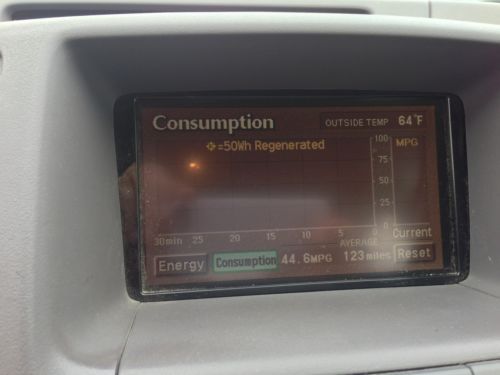 Consumption
OUTSIDE TEMP 64°F
=50Wh Regenerated
100 MPG
75
50
25
0
30min 25 20 15 10 5 0 Current
AVERAGE
Energy Consumption 44.6MPG 123miles Reset